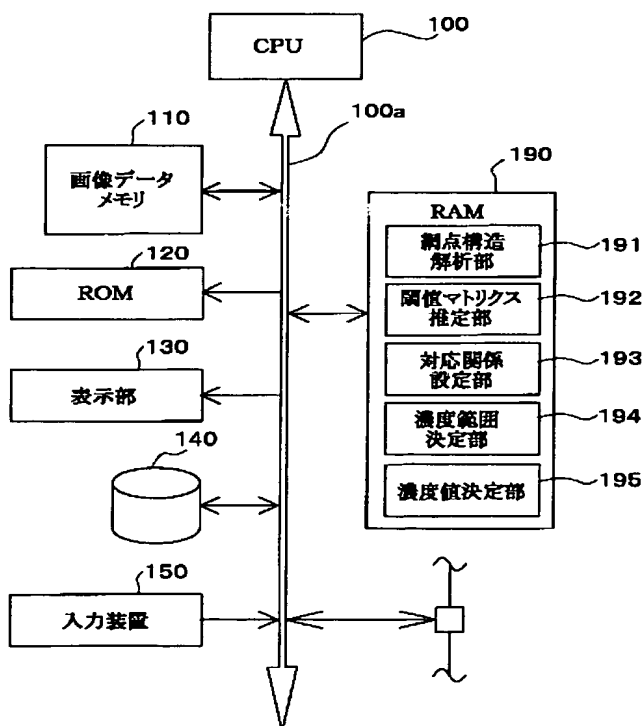 100
CPU
100a
110
画像データ
メモリ
190
RAM
網点構造
解析部
191
120
ROM
閾値マトリクス
推定部
192
130
表示部
対応関係
設定部
193
140
濃度範囲
決定部
194
濃度値決定部
195
150
入力装置